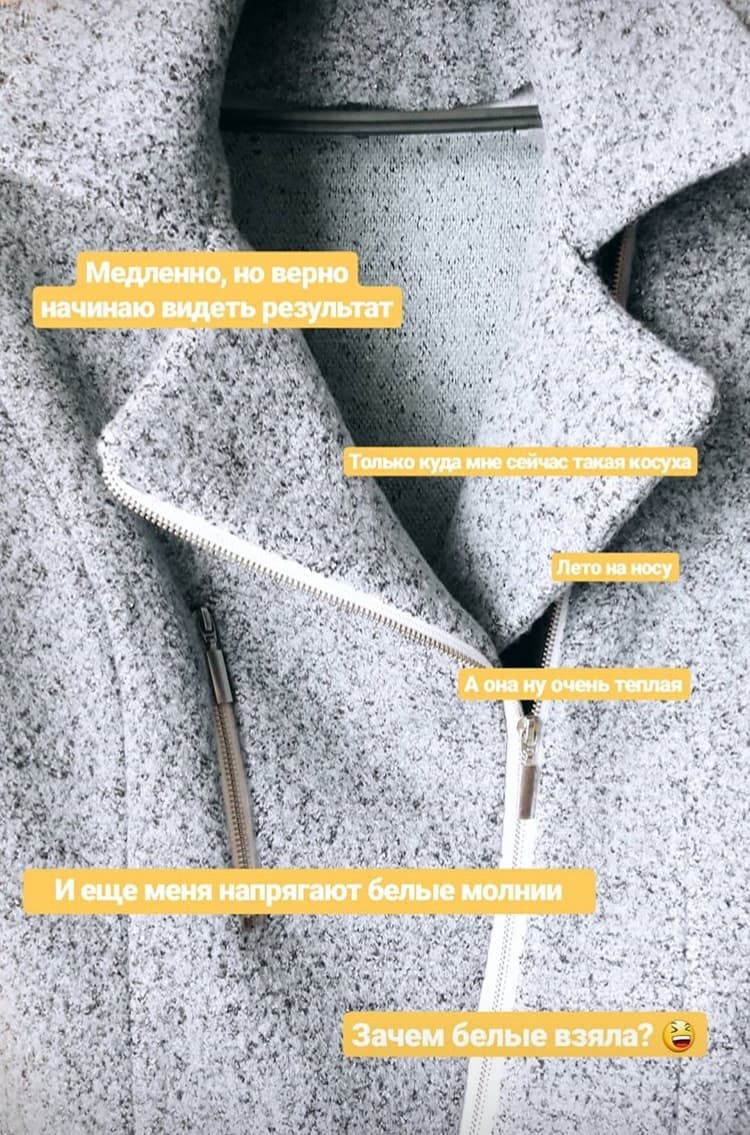 Медленно, но верно
начинаю видеть результат
Только куда мне сейчас такая косуха
Лето на носу
А она ну очень теплая
И еще меня напрягают белые молнии
Зачем белые взяла? 😆